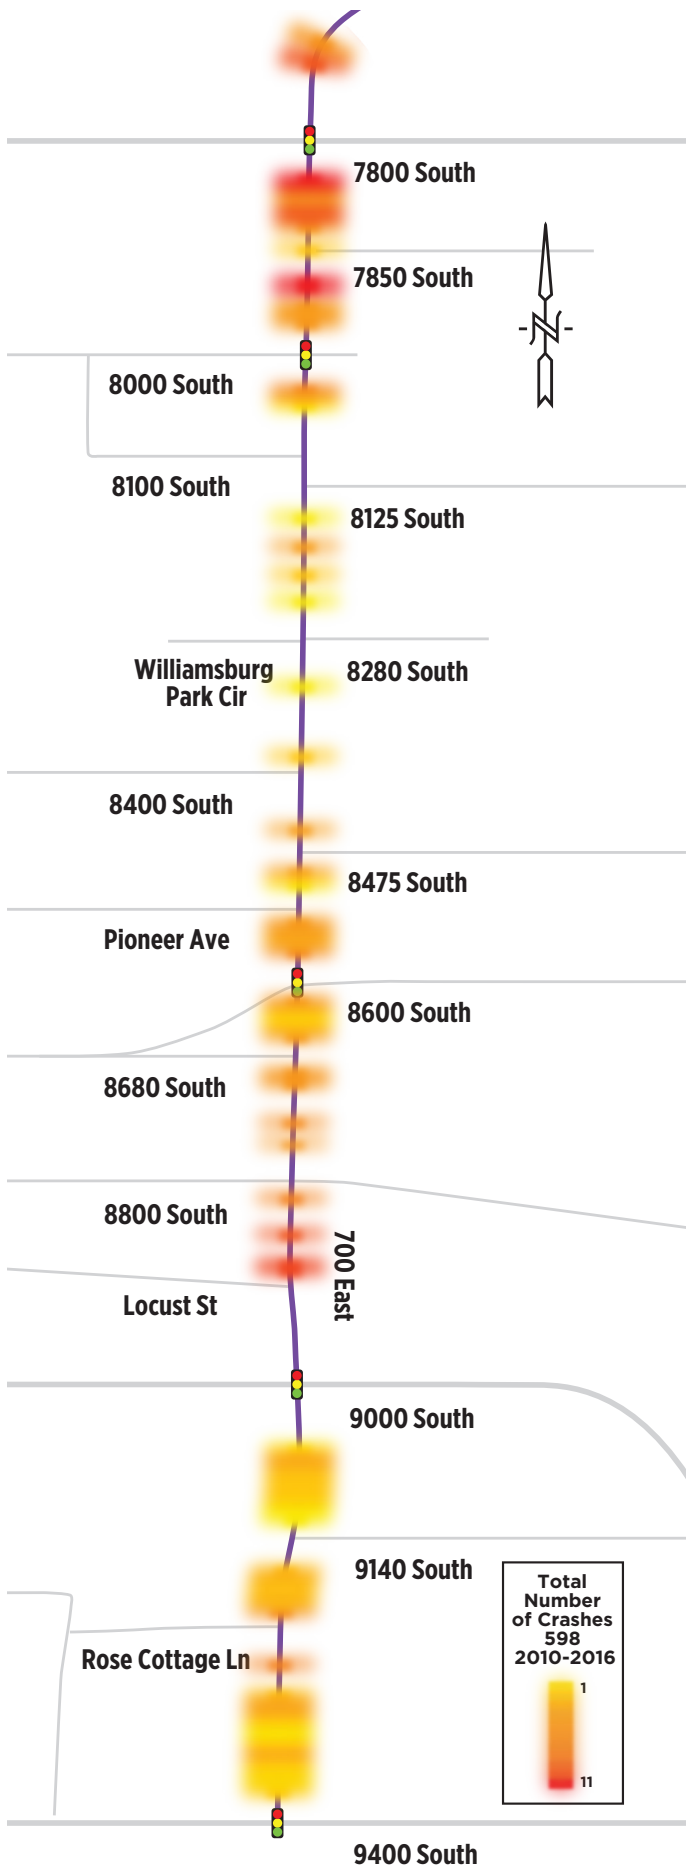 7800 South
7850 South
8000 South
8100 South
8125 South
Williamsburg
Park Cir
8280 South
8400 South
8475 South
Pioneer Ave
8600 South
8680 South
8800 South
700 East
Locust St
9000 South
9140 South
Total
Number
of Crashes
598
2010-2016
1
11
Rose Cottage Ln
9400 South
N